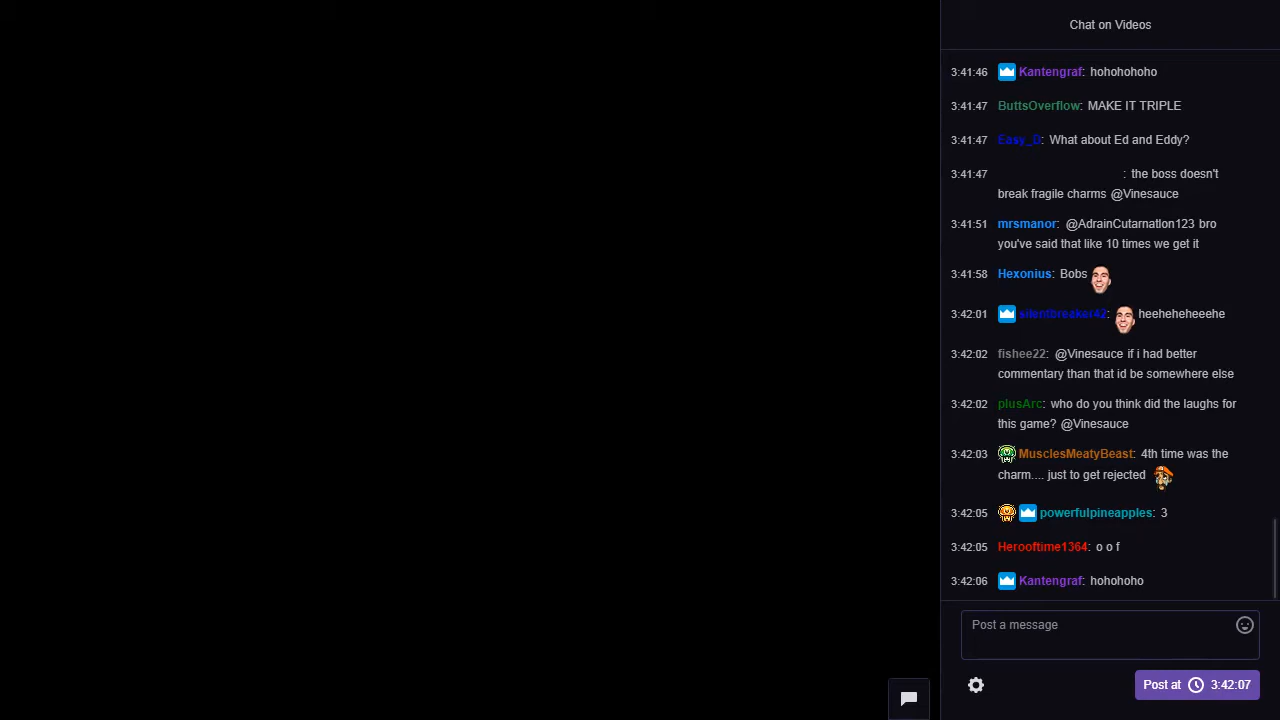 Chat on Videos
3:41:46 Kantengraf: hohohohoho
3:41:47 ButtsOverflow: MAKE IT TRIPLE
3:41:47 Easy_D: What about Ed and Eddy?
3:41:47 : the boss doesn't
break fragile charms @Vinesauce
3:41:51 mrsmanor: @AdrainCutarnatIon123 bro
you've said that like 10 times we get it
3:41:58 Hexonius: Bobs
3:42:01 silentbreaker42: heeheheheeehe
3:42:02 fishee22: @Vinesauce if i had better
commentary than that id be somewhere else
3:42:02 plusArc: who do you think did the laughs for
this game? @Vinesauce
3:42:03 MusclesMeatyBeast: 4th time was the
charm.... just to get rejected
3:42:05 powerfulpineapples: 3
3:42:05 Herooftime1364: o o f
3:42:06 Kantengraf: hohohoho
Post a message
Post at 3:42:07